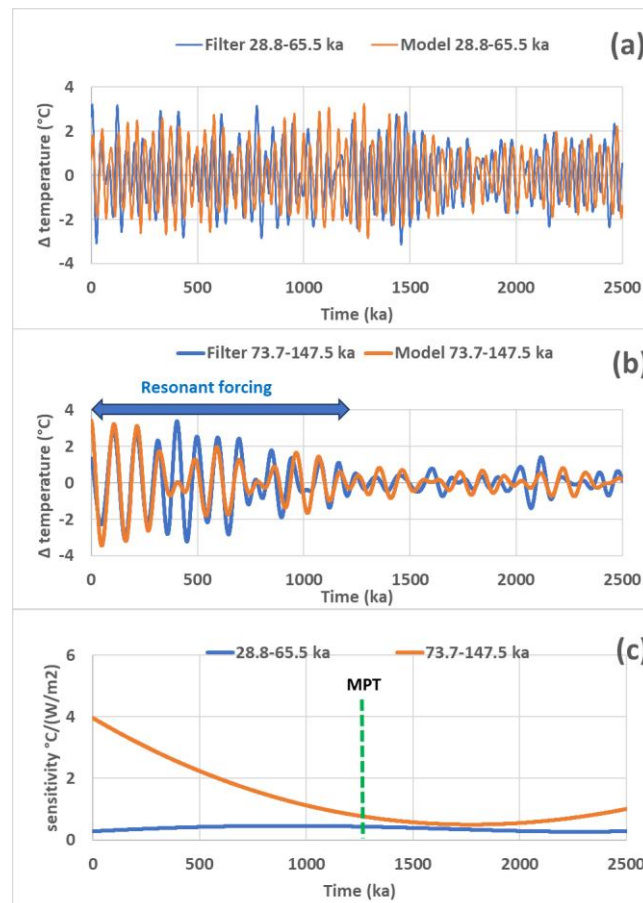 Filter 28.8-65.5 ka Model 28.8-65.5 ka (a)
4
2
0
-2
-4
Δ temperature (°C)
0 500 1000 1500 2000 2500
Time (ka)
Filter 73.7-147.5 ka Model 73.7-147.5 ka (b)
Resonant forcing
4
2
0
-2
-4
Δ temperature (°C)
0 500 1000 1500 2000 2500
Time (ka)
28.8-65.5 ka 73.7-147.5 ka (c)
MPT
6
4
2
0
sensitivity °C/(W/m2)
0 500 1000 1500 2000 2500
Time (ka)